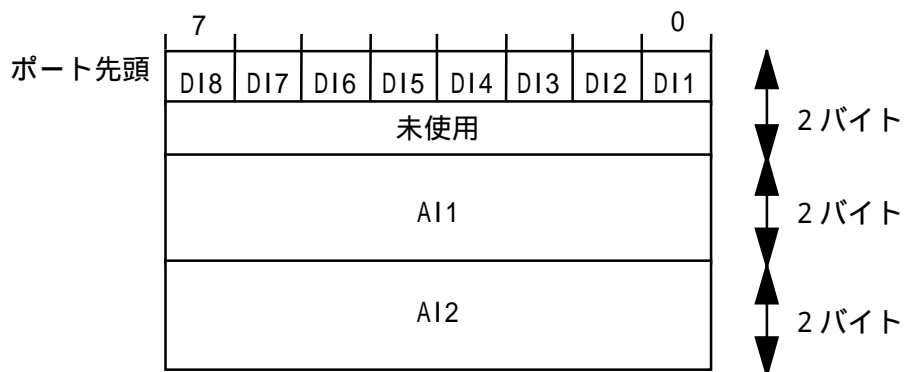 7 0
ポート先頭 DI8 DI7 DI6 DI5 DI4 DI3 DI2 DI1
未使用 2 バイト
AI1 2 バイト
AI2 2 バイト